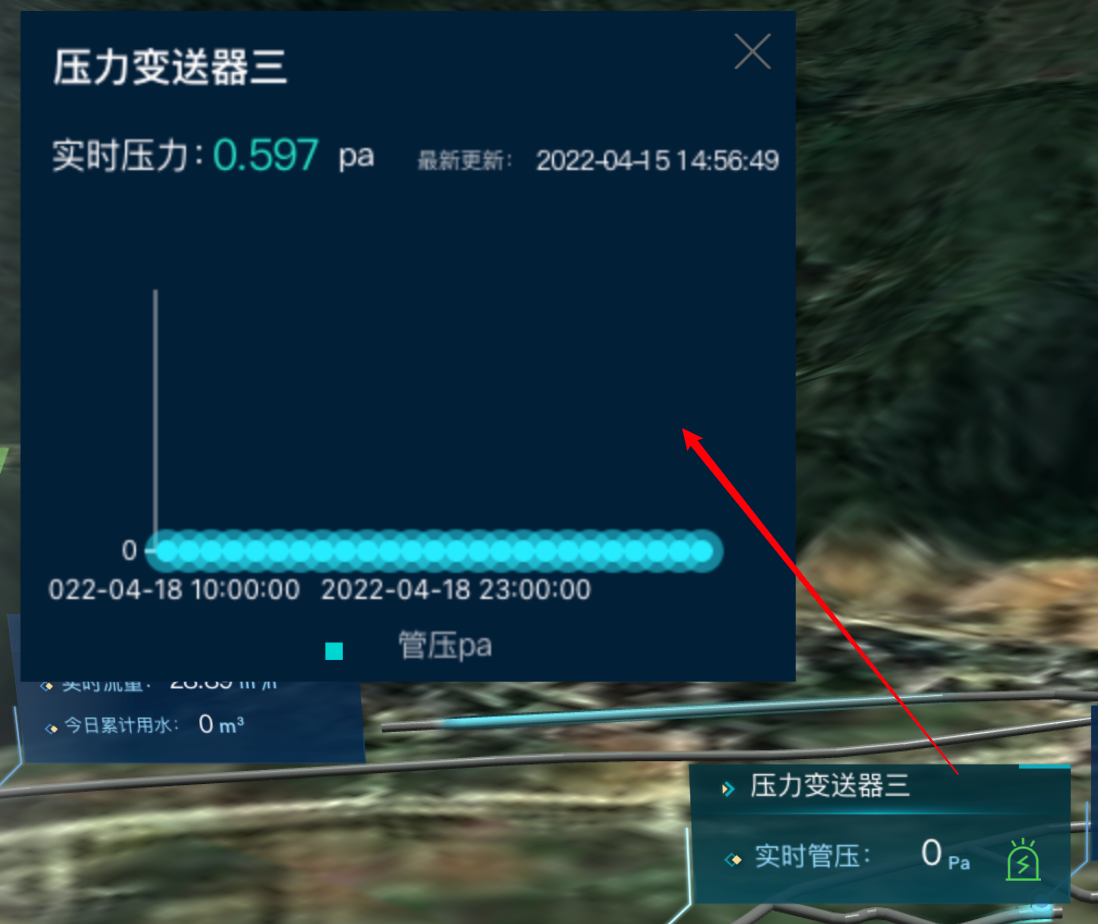 压力变送器三
实时压力：0.597 pa 最新更新： 2022-04-15 14:56:49
0
022-04-18 10:00:00 2022-04-18 23:00:00
管压pa
实时流量：
今日累计用水： 0 m³
压力变送器三
实时管压： 0 Pa